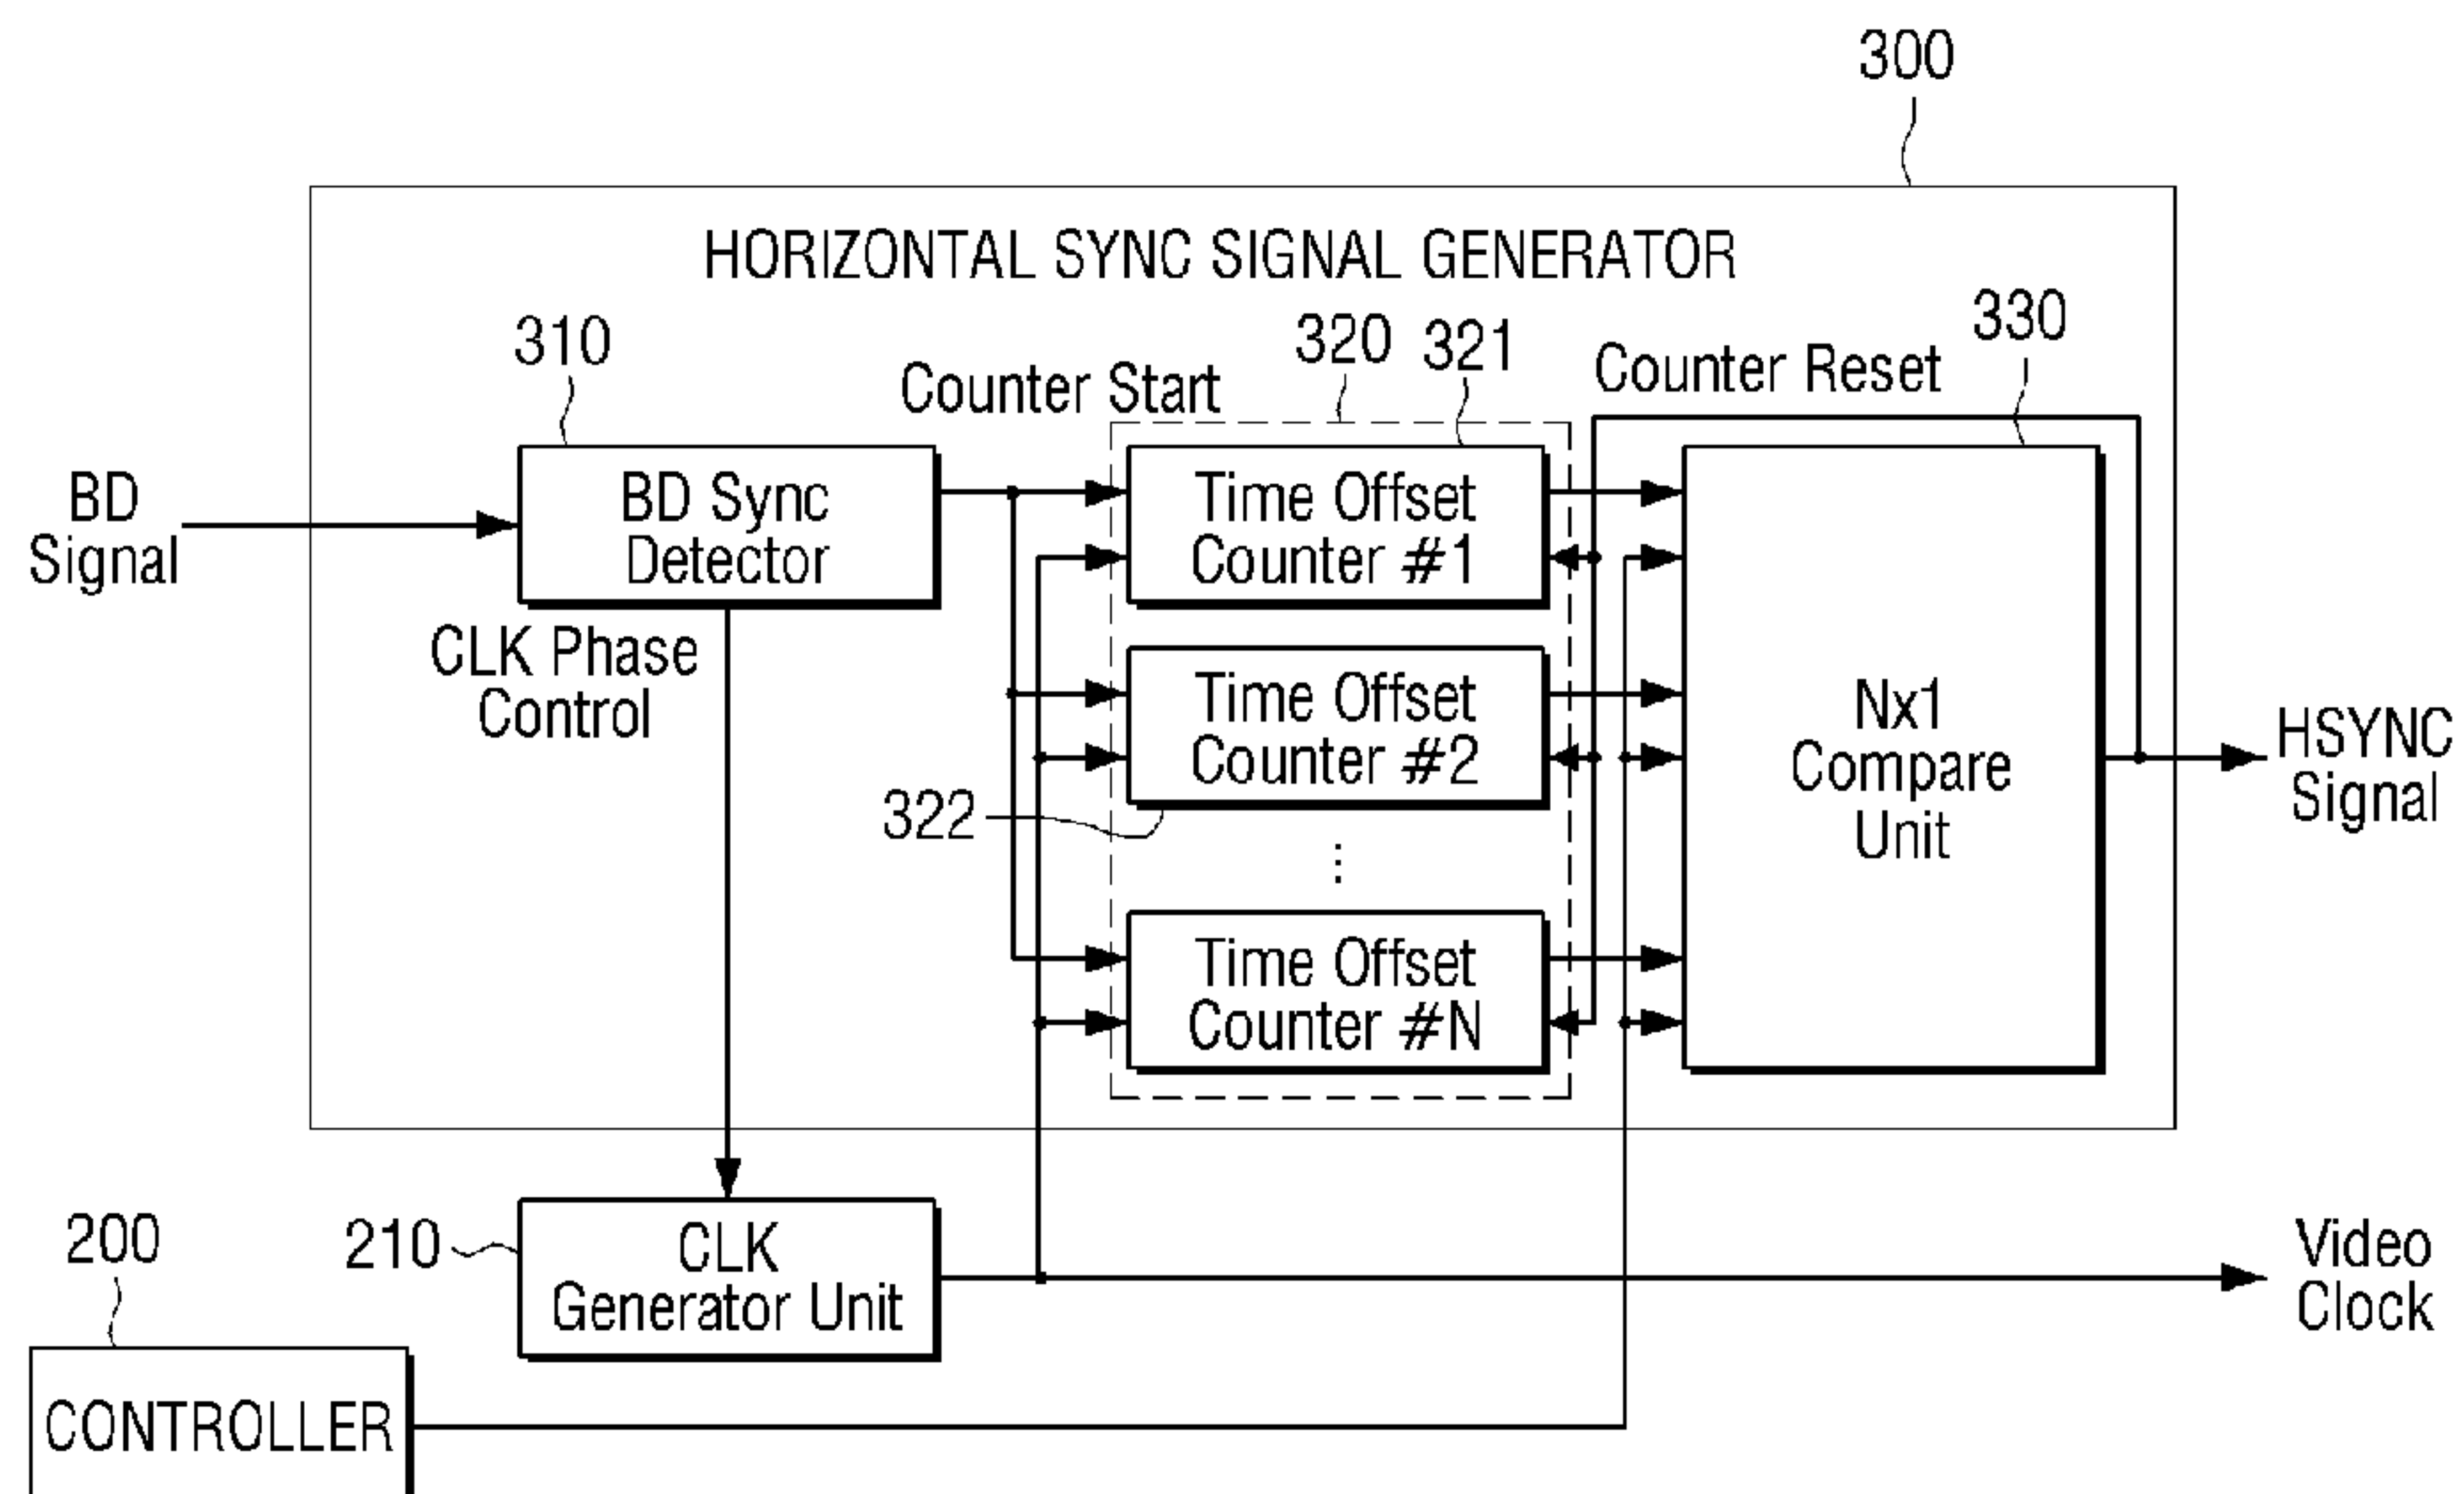 300
HORIZONTAL SYNC SIGNAL GENERATOR
310
320
321
330
Counter Start
Counter Reset
BD
Signal
BD Sync
Detector
Time Offset
Counter #1
CLK Phase
Control
Time Offset
Counter #2
322
⋮
Nx1
Compare
Unit
HSYNC
Signal
Time Offset
Counter #N
200
210
CLK
Generator Unit
Video
Clock
CONTROLLER